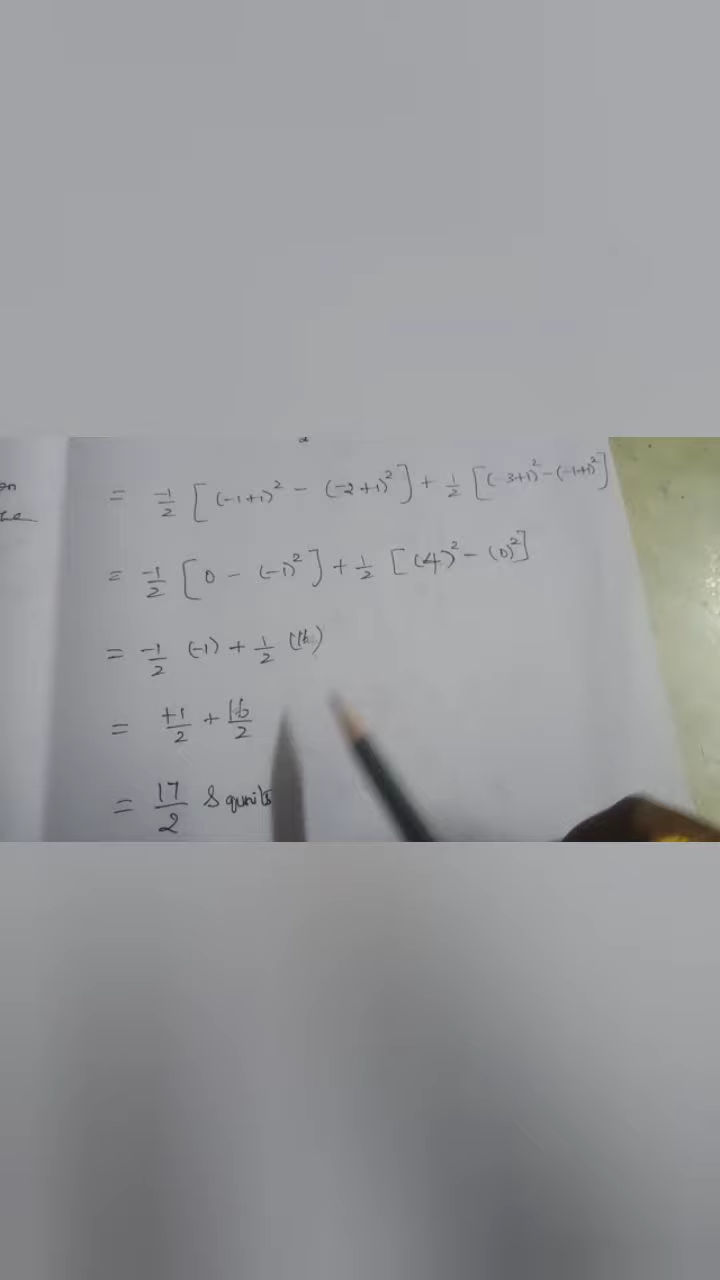 on
= -1/2 [(-1+1)² - (-2+1)²] + 1/2 [(-3+1)² - (-1+1)²]
= -1/2 [0 - (-1)²] + 1/2 [(4)² - (0)²]
= -1/2 (-1) + 1/2 (16)
= +1/2 + 16/2
= 17/2 Squnits